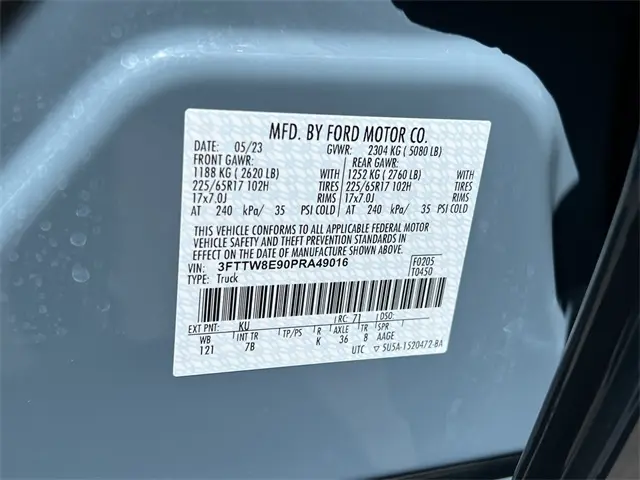 MFD. BY FORD MOTOR CO.
DATE: 05/23 GVWR: 2304 KG ( 5080 LB)
FRONT GAWR: REAR GAWR:
1188 KG ( 2620 LB) WITH 1252 KG ( 2760 LB) WITH
225/65R17 102H TIRES 225/65R17 102H TIRES
17x7.0J RIMS 17x7.0J RIMS
AT 240 kPa/ 35 PSI COLD AT 240 kPa/ 35 PSI COLD
THIS VEHICLE CONFORMS TO ALL APPLICABLE FEDERAL MOTOR
VEHICLE SAFETY AND THEFT PREVENTION STANDARDS IN
EFFECT ON THE DATE OF MANUFACTURE SHOWN ABOVE.
VIN: 3FTTW8E90PRA49016 F0205
TYPE: Truck T0450
EXT PNT: KU RC: 71 DSO:
WB INT TR TP/PS R AXLE TR SPR
121 7B K 36 8 AAGE
UTC ▽ 5U5A-1520472-BA